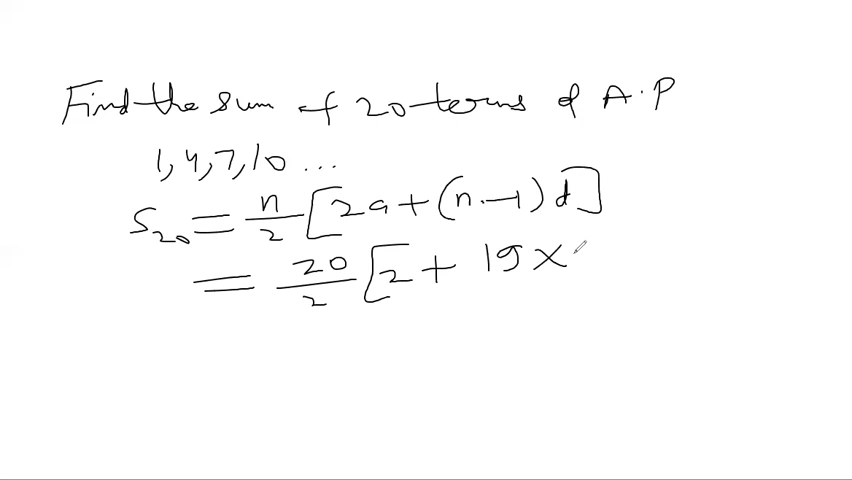 Find the sum of 20 terms of A.P
1, 4, 7, 10 ...
S₂₀ = n/2 [2a + (n-1) d]
= 20/2 [2 + 19 ×